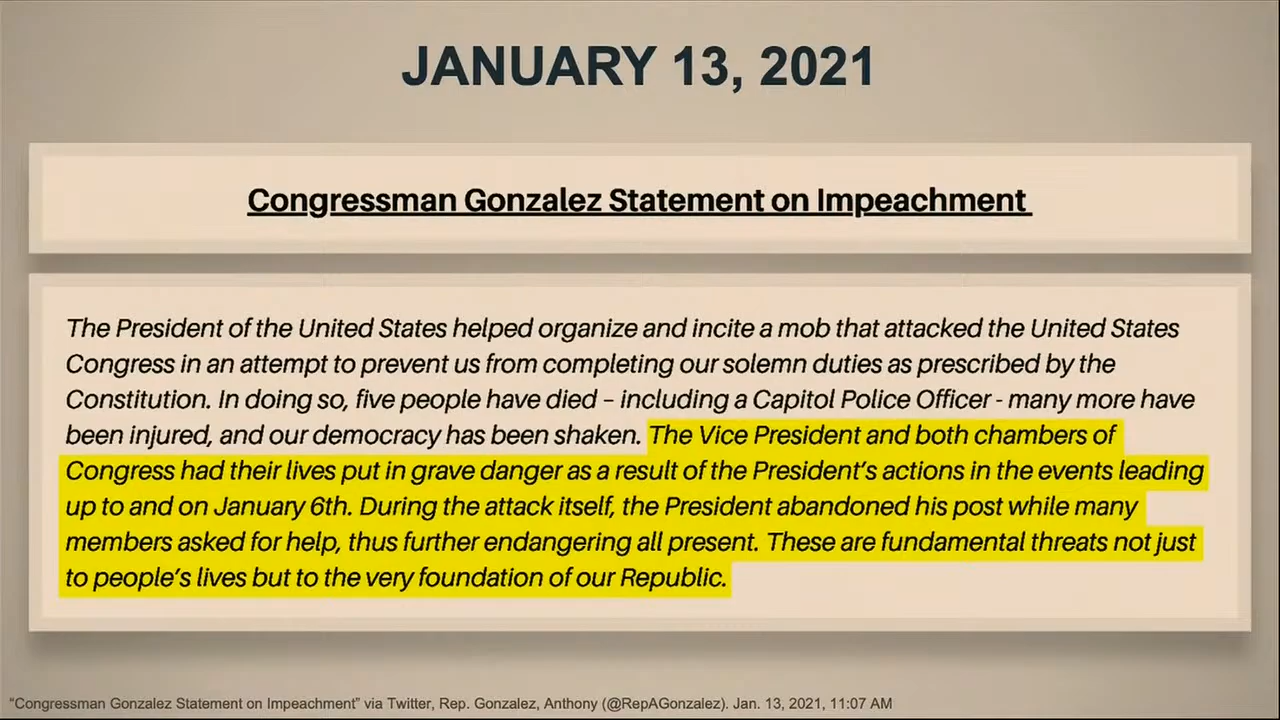 JANUARY 13, 2021
Congressman Gonzalez Statement on Impeachment
The President of the United States helped organize and incite a mob that attacked the United States
Congress in an attempt to prevent us from completing our solemn duties as prescribed by the
Constitution. In doing so, five people have died – including a Capitol Police Officer - many more have
been injured, and our democracy has been shaken. The Vice President and both chambers of
Congress had their lives put in grave danger as a result of the President’s actions in the events leading
up to and on January 6th. During the attack itself, the President abandoned his post while many
members asked for help, thus further endangering all present. These are fundamental threats not just
to people’s lives but to the very foundation of our Republic.
“Congressman Gonzalez Statement on Impeachment” via Twitter, Rep. Gonzalez, Anthony (@RepAGonzalez). Jan. 13, 2021, 11:07 AM